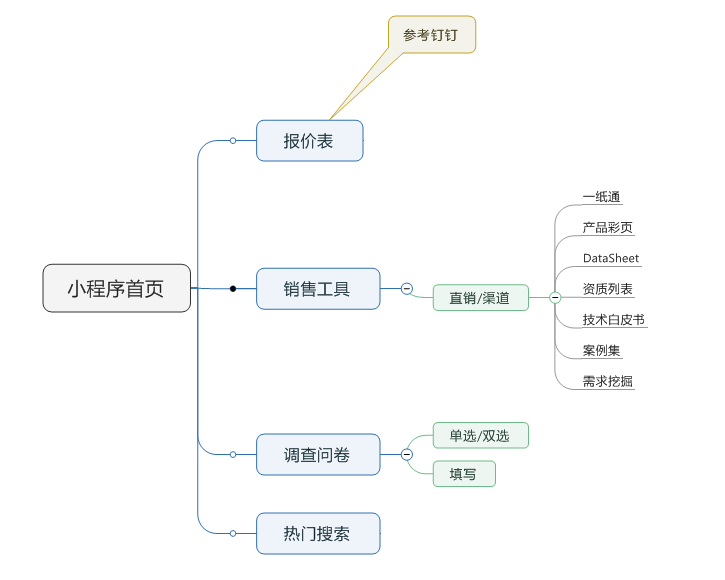 参考钉钉
报价表
小程序首页
销售工具
直销/渠道
一纸通
产品彩页
DataSheet
资质列表
技术白皮书
案例集
需求挖掘
调查问卷
单选/双选
填写
热门搜索